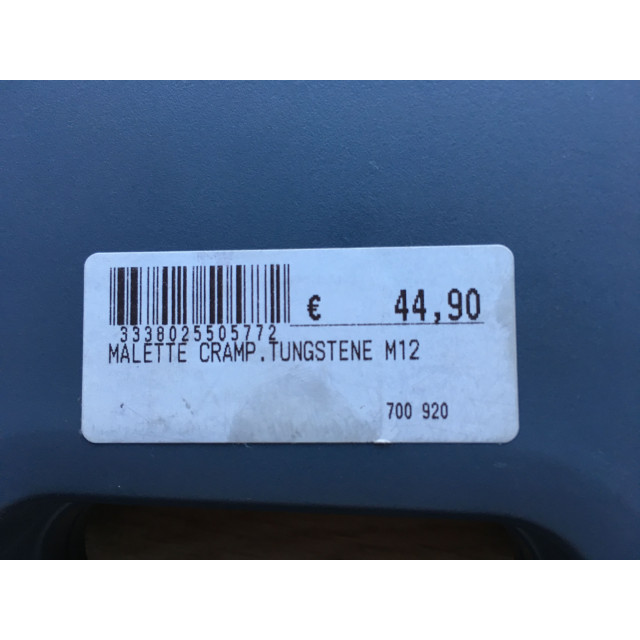 € 44,90
3338025505772
MALETTE CRAMP.TUNGSTENE M12
700 920